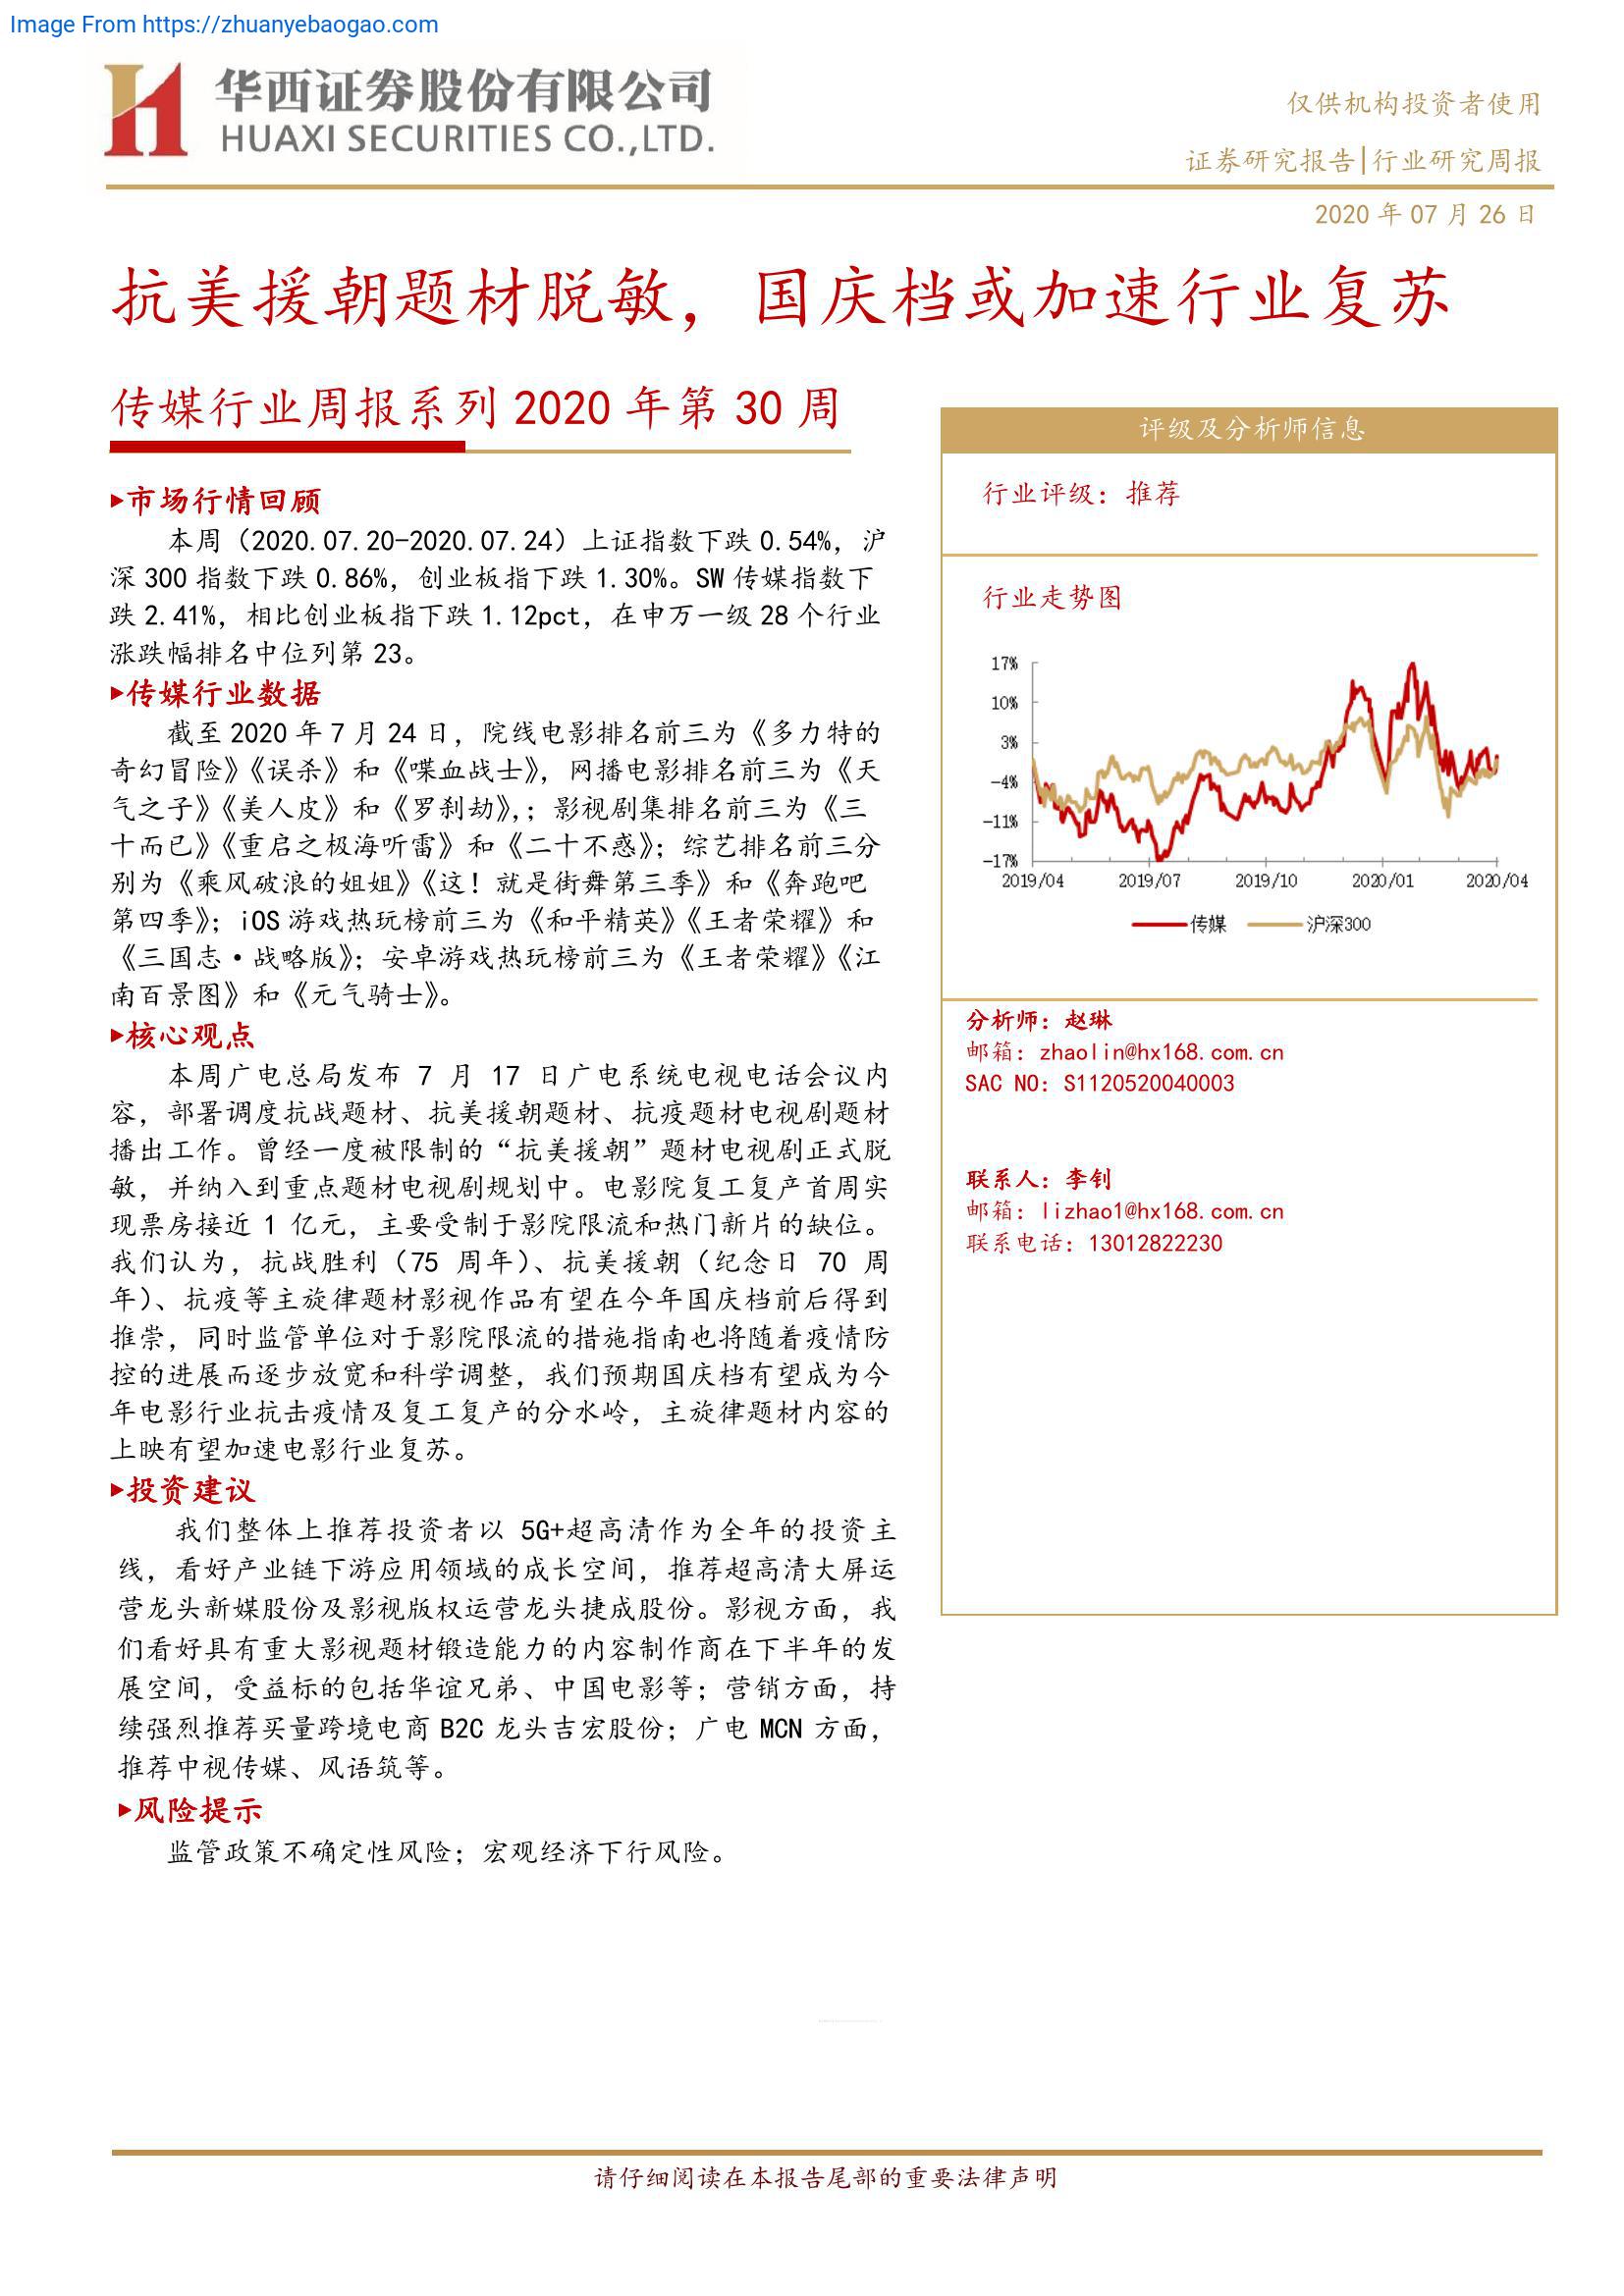 Image From https://zhuanyebaogao.com
华西证券股份有限公司
HUAXI SECURITIES CO.,LTD.
仅供机构投资者使用
证券研究报告|行业研究周报
2020 年 07 月 26 日
抗美援朝题材脱敏，国庆档或加速行业复苏
传媒行业周报系列 2020 年第 30 周
▸市场行情回顾
本周（2020.07.20-2020.07.24）上证指数下跌 0.54%，沪
深 300 指数下跌 0.86%，创业板指下跌 1.30%。SW 传媒指数下
跌 2.41%，相比创业板指下跌 1.12pct，在申万一级 28 个行业
涨跌幅排名中位列第 23。
▸传媒行业数据
截至 2020 年 7 月 24 日，院线电影排名前三为《多力特的
奇幻冒险》《误杀》和《喋血战士》，网播电影排名前三为《天
气之子》《美人皮》和《罗刹劫》，；影视剧集排名前三为《三
十而已》《重启之极海听雷》和《二十不惑》；综艺排名前三分
别为《乘风破浪的姐姐》《这！就是街舞第三季》和《奔跑吧
第四季》；iOS 游戏热玩榜前三为《和平精英》《王者荣耀》和
《三国志·战略版》；安卓游戏热玩榜前三为《王者荣耀》《江
南百景图》和《元气骑士》。
▸核心观点
本周广电总局发布 7 月 17 日广电系统电视电话会议内
容，部署调度抗战题材、抗美援朝题材、抗疫题材电视剧题材
播出工作。曾经一度被限制的“抗美援朝”题材电视剧正式脱
敏，并纳入到重点题材电视剧规划中。电影院复工复产首周实
现票房接近 1 亿元，主要受制于影院限流和热门新片的缺位。
我们认为，抗战胜利（75 周年）、抗美援朝（纪念日 70 周
年）、抗疫等主旋律题材影视作品有望在今年国庆档前后得到
推崇，同时监管单位对于影院限流的措施指南也将随着疫情防
控的进展而逐步放宽和科学调整，我们预期国庆档有望成为今
年电影行业抗击疫情及复工复产的分水岭，主旋律题材内容的
上映有望加速电影行业复苏。
▸投资建议
我们整体上推荐投资者以 5G+超高清作为全年的投资主
线，看好产业链下游应用领域的成长空间，推荐超高清大屏运
营龙头新媒股份及影视版权运营龙头捷成股份。影视方面，我
们看好具有重大影视题材锻造能力的内容制作商在下半年的发
展空间，受益标的包括华谊兄弟、中国电影等；营销方面，持
续强烈推荐买量跨境电商 B2C 龙头吉宏股份；广电 MCN 方面，
推荐中视传媒、风语筑等。
▸风险提示
监管政策不确定性风险；宏观经济下行风险。
评级及分析师信息
行业评级：推荐
行业走势图
17%
10%
3%
-4%
-11%
-17%
2019/04 2019/07 2019/10 2020/01 2020/04
传媒 沪深300
分析师：赵琳
邮箱：zhaolin@hx168.com.cn
SAC NO：S1120520040003
联系人：李钊
邮箱：lizhao1@hx168.com.cn
联系电话：13012822230
请仔细阅读在本报告尾部的重要法律声明